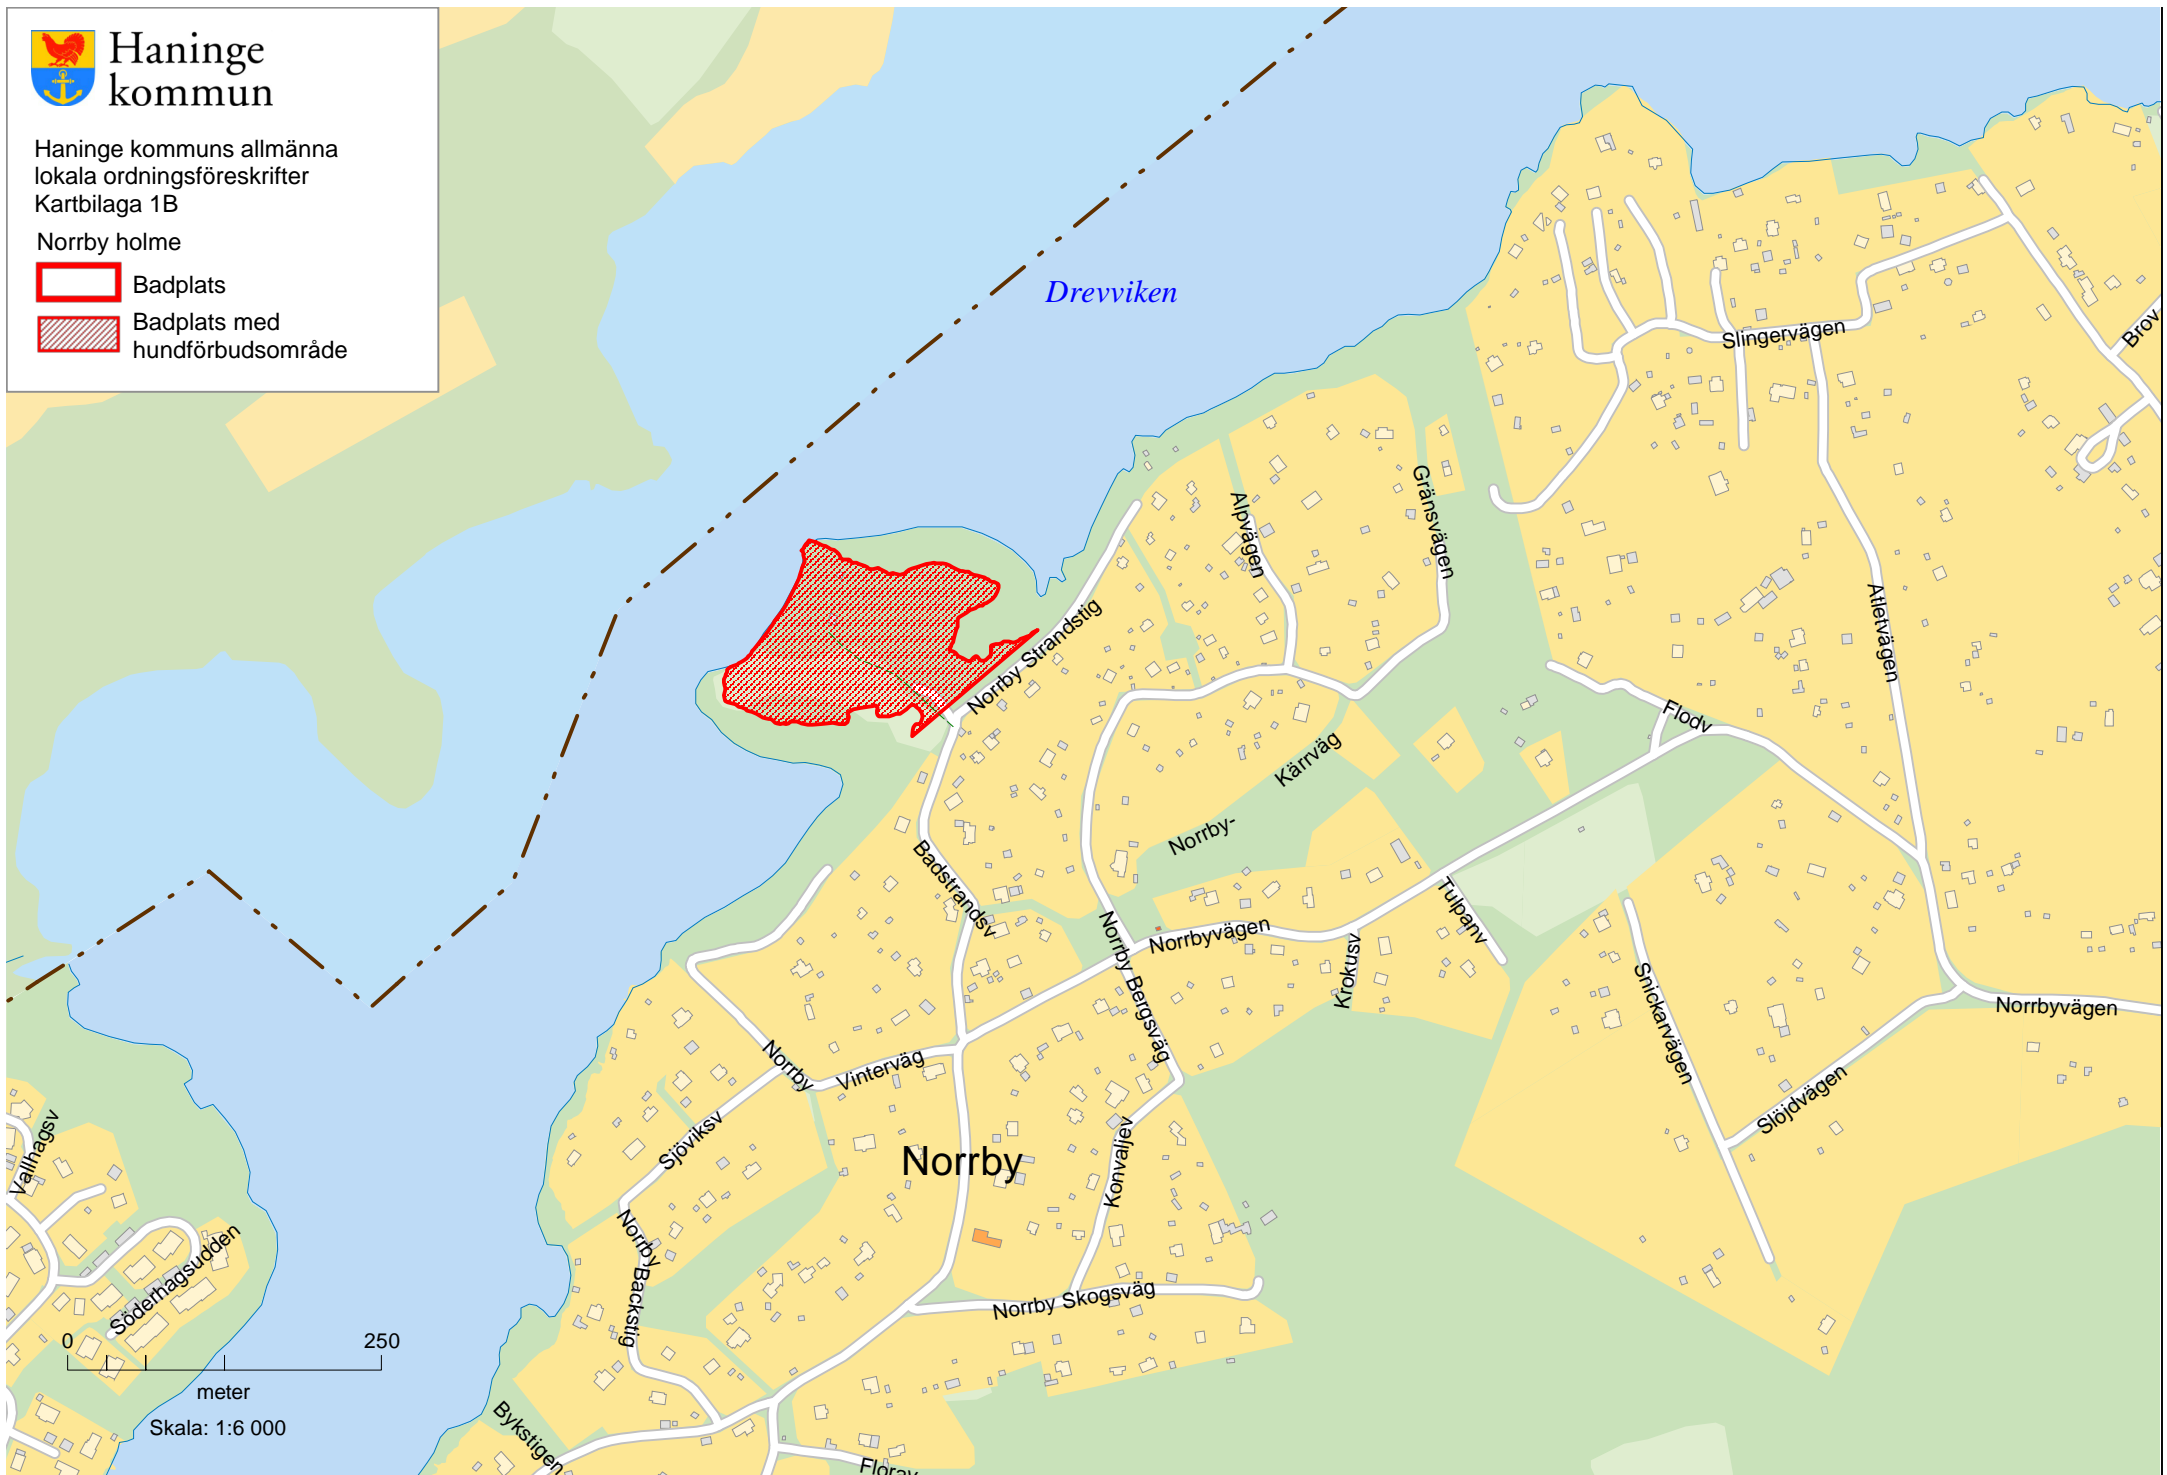 Haninge
kommun
Haninge kommuns allmänna
lokala ordningsföreskrifter
Kartbilaga 1B
Norrby holme
Badplats
Badplats med
hundförbudsområde
Drevviken
Slingervägen
Brov
Gränsvägen
Alpvägen
Atletvägen
Norrby Strandstig
Flodv
Kärrväg
Norrby-
Badstrandsv
Tulpanv
Norrbyvägen
Krokusv
Norrby Bergsväg
Snickarvägen
Norrbyvägen
Norrby
Vinterväg
Slöjdvägen
Sjöviksv
Vallhagsv
Norrby
Konvaljev
Norrby Backstig
Söderhagsudden
Norrby Skogsväg
0 250
meter
Skala: 1:6 000
Bykstigen
Florav